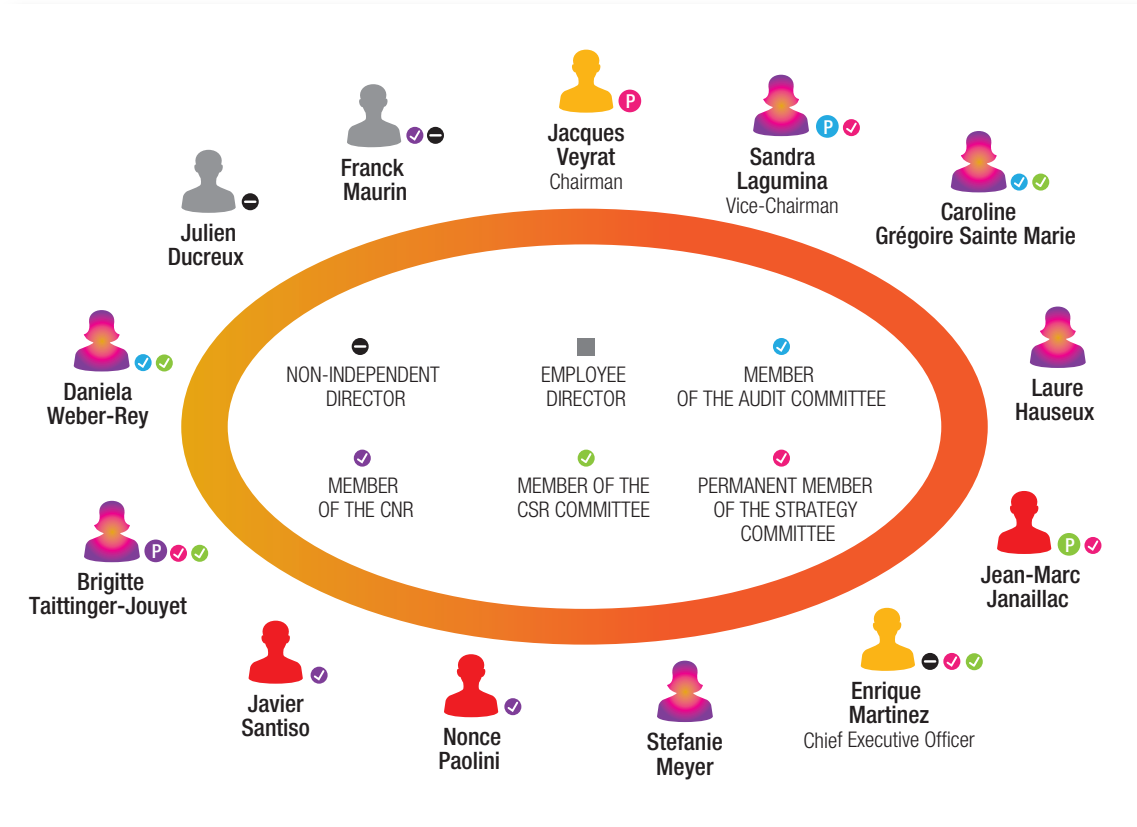 P
Jacques
Veyrat
Chairman
P
Sandra
Lagumina
Vice-Chairman
Franck
Maurin
Caroline
Grégoire Sainte Marie
Julien
Ducreux
Daniela
Weber-Rey
Laure
Hauseux
NON-INDEPENDENT
DIRECTOR
EMPLOYEE
DIRECTOR
MEMBER
OF THE AUDIT COMMITTEE
MEMBER
OF THE CNR
MEMBER OF THE
CSR COMMITTEE
PERMANENT MEMBER
OF THE STRATEGY
COMMITTEE
P
Brigitte
Taittinger-Jouyet
P
Jean-Marc
Janaillac
Javier
Santiso
Nonce
Paolini
Stefanie
Meyer
Enrique
Martinez
Chief Executive Officer